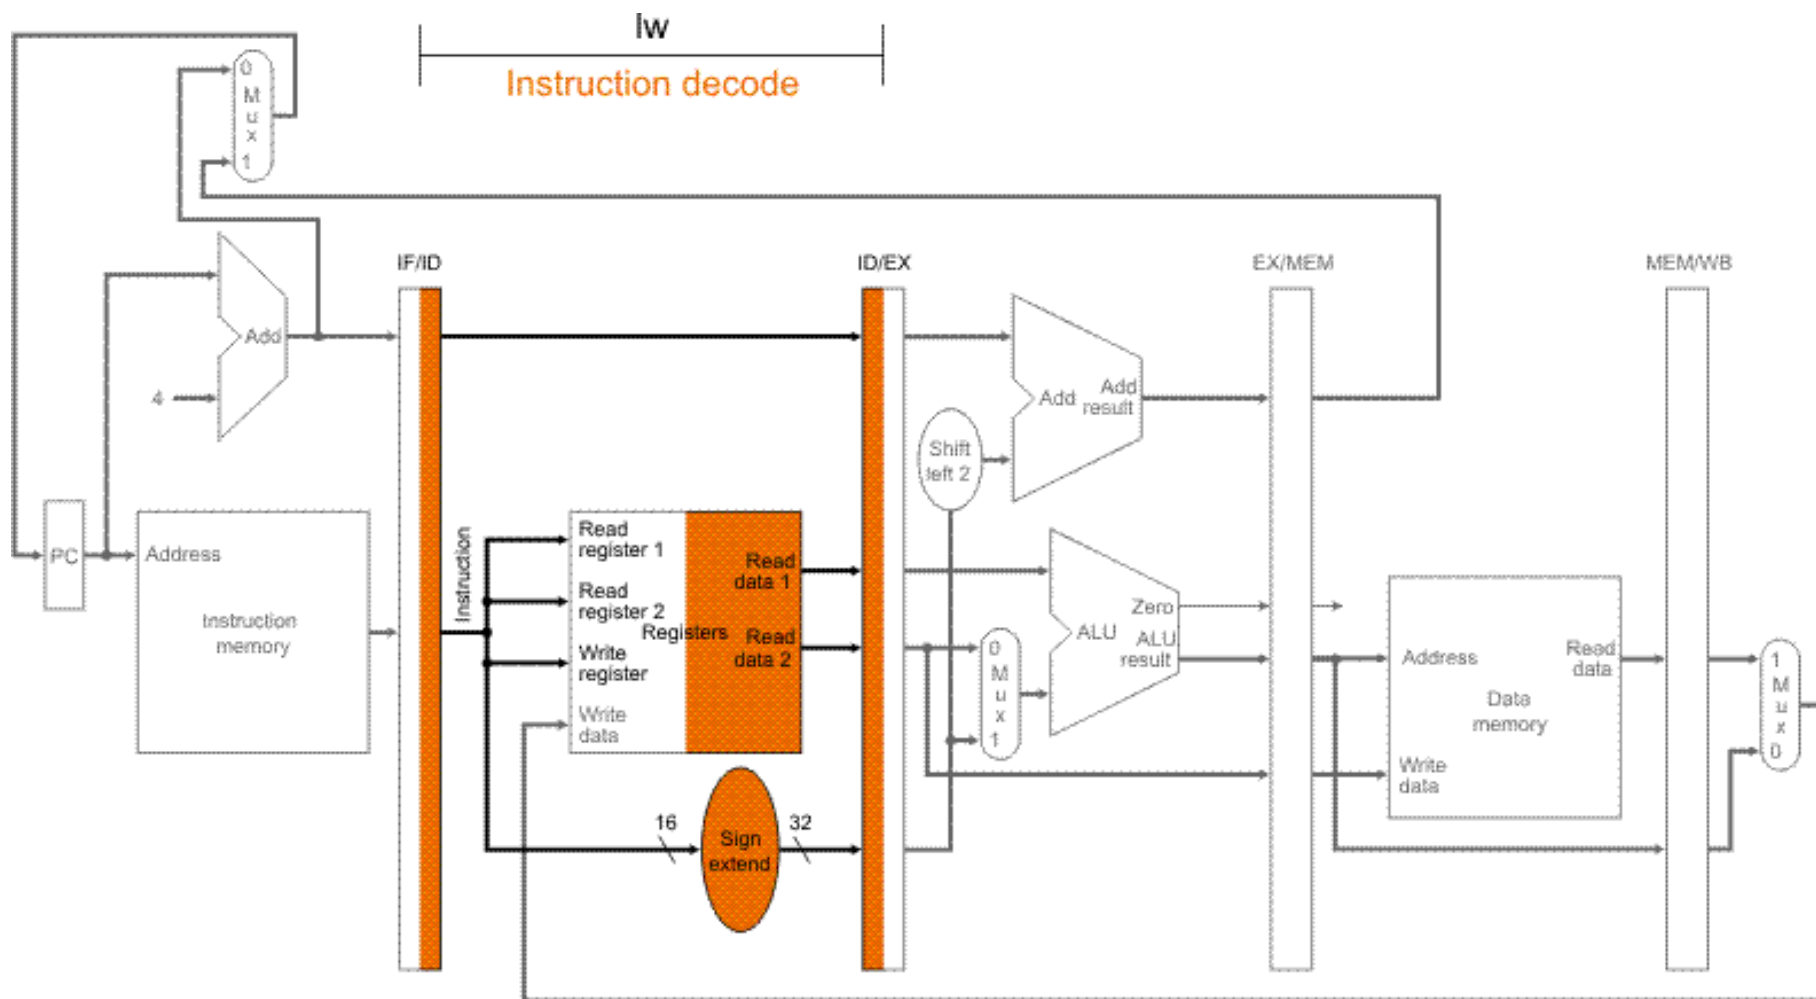 lw
Instruction decode
0
M
u
x
1
IF/ID
ID/EX
EX/MEM
MEM/WB
Add
4
Add
Add
result
Shift
left 2
PC
Address
Instruction
memory
Instruction
Read
register 1
Read
register 2
Registers
Write
register
Write
data
Read
data 1
Read
data 2
16
Sign
extend
32
0
M
u
x
1
ALU
Zero
ALU
result
Address
Read
data
Data
memory
Write
data
1
M
u
x
0